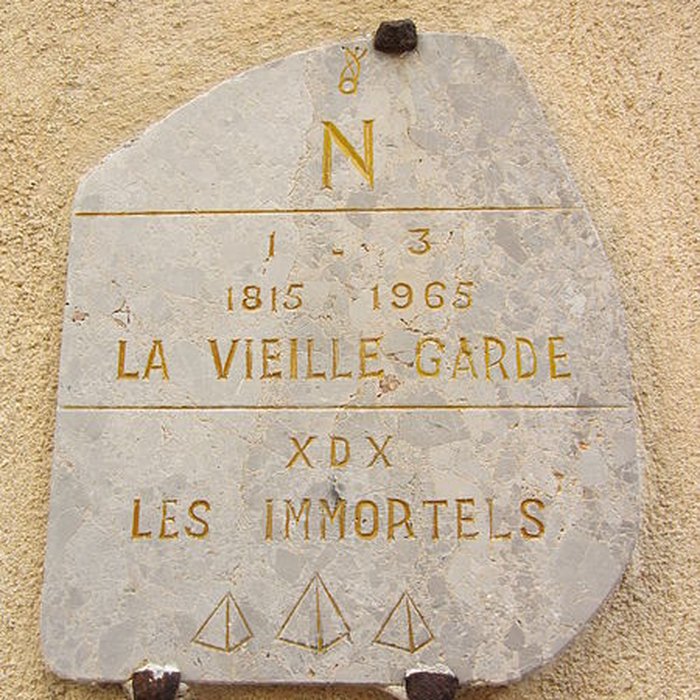 N
1 - 3
1815 1965
LA VIEILLE GARDE
XDX
LES IMMORTELS